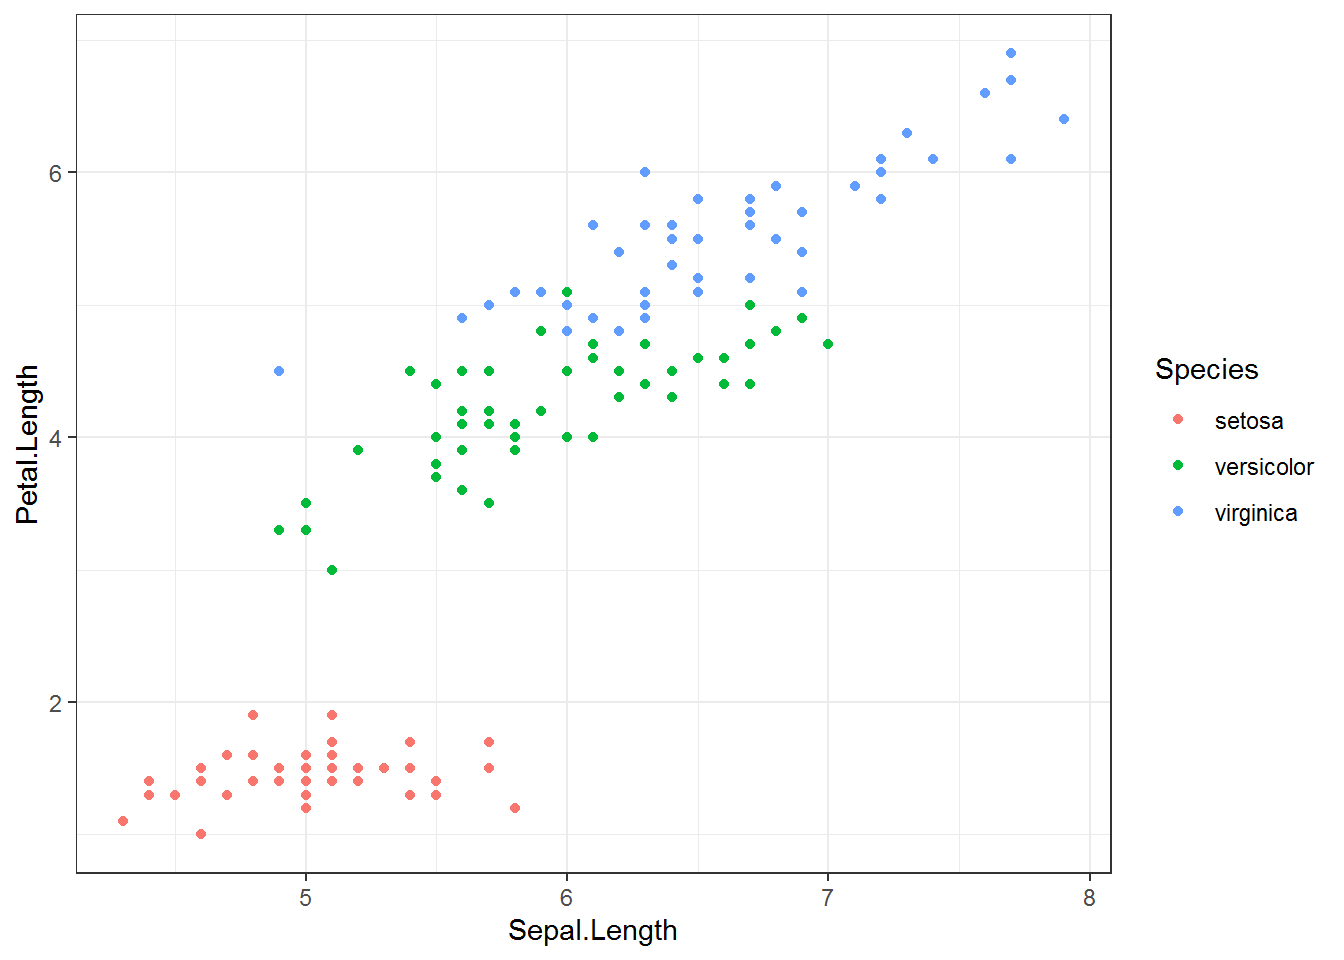 6
4
2
Petal.Length
5 6 7 8
Sepal.Length
Species
setosa
versicolor
virginica